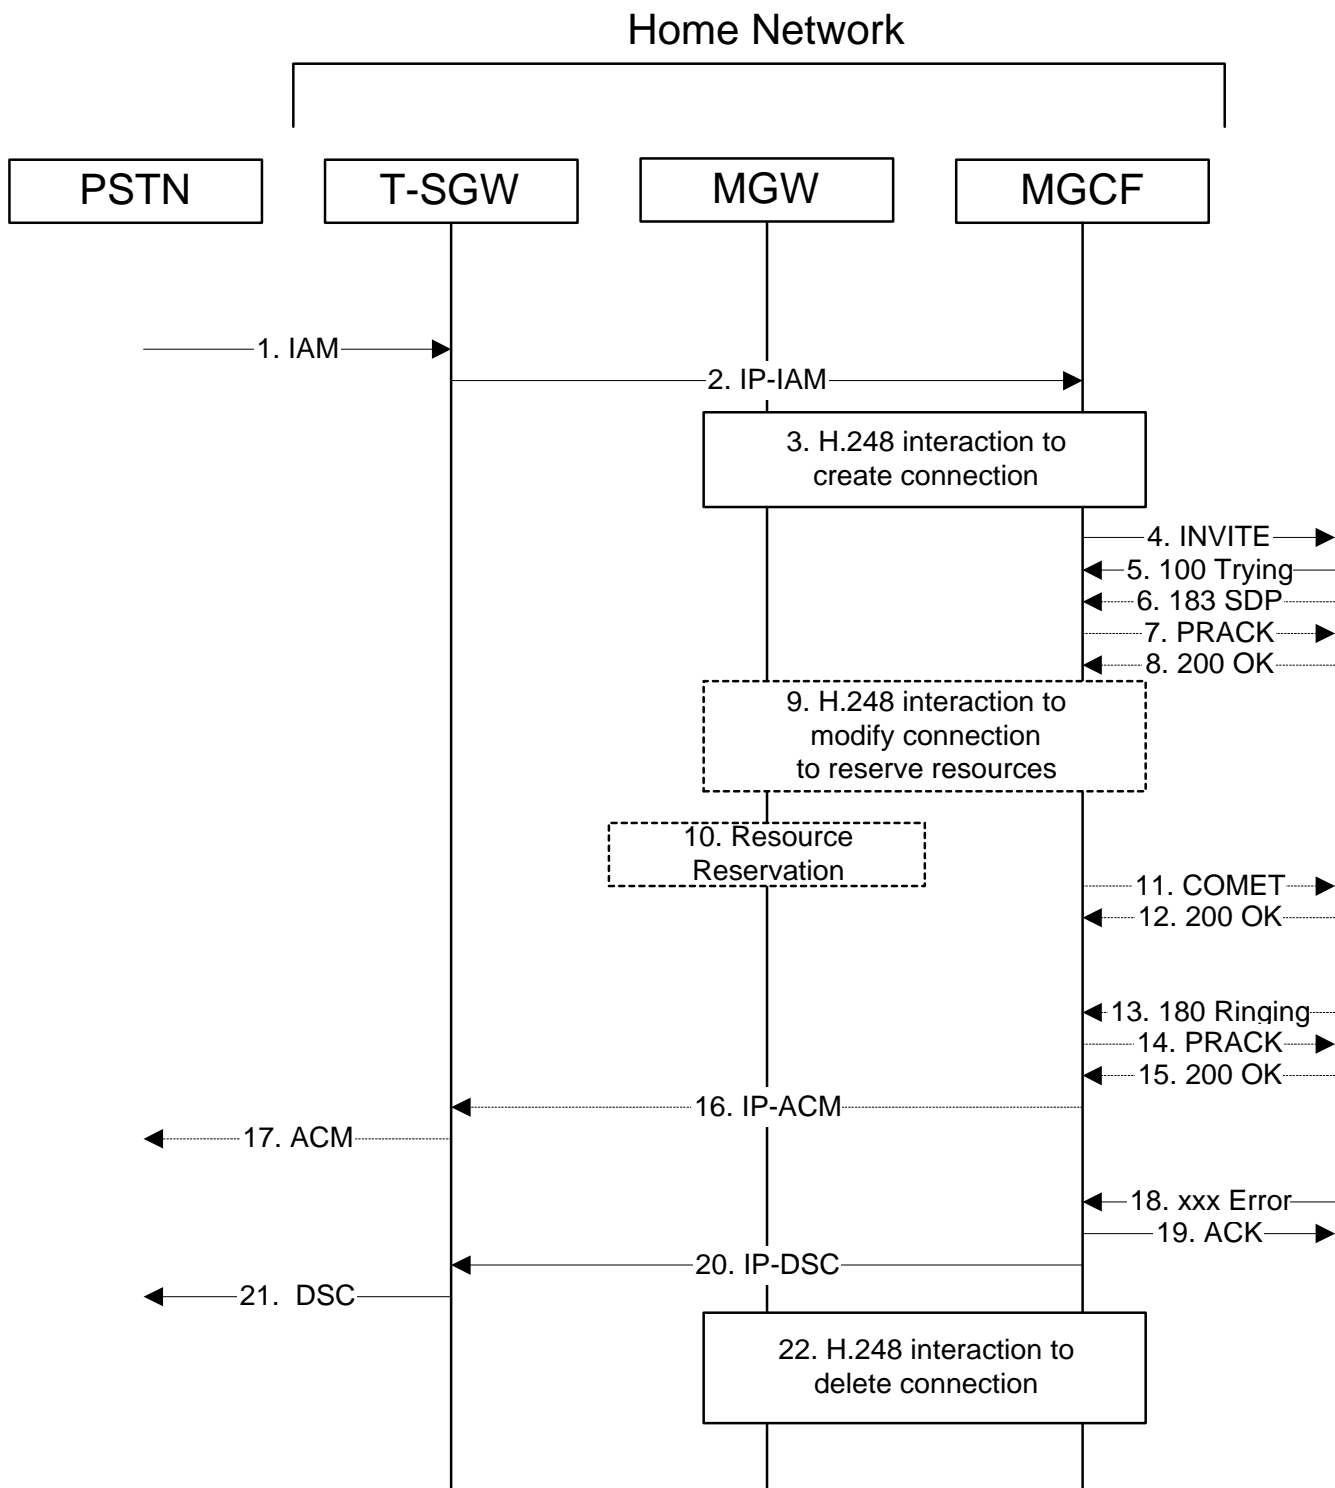 Home Network
PSTN
T-SGW
MGW
MGCF
1. IAM
2. IP-IAM
3. H.248 interaction to
create connection
4. INVITE
5. 100 Trying
6. 183 SDP
7. PRACK
8. 200 OK
9. H.248 interaction to
modify connection
to reserve resources
10. Resource
Reservation
11. COMET
12. 200 OK
13. 180 Ringing
14. PRACK
15. 200 OK
16. IP-ACM
17. ACM
18. xxx Error
19. ACK
20. IP-DSC
21. DSC
22. H.248 interaction to
delete connection